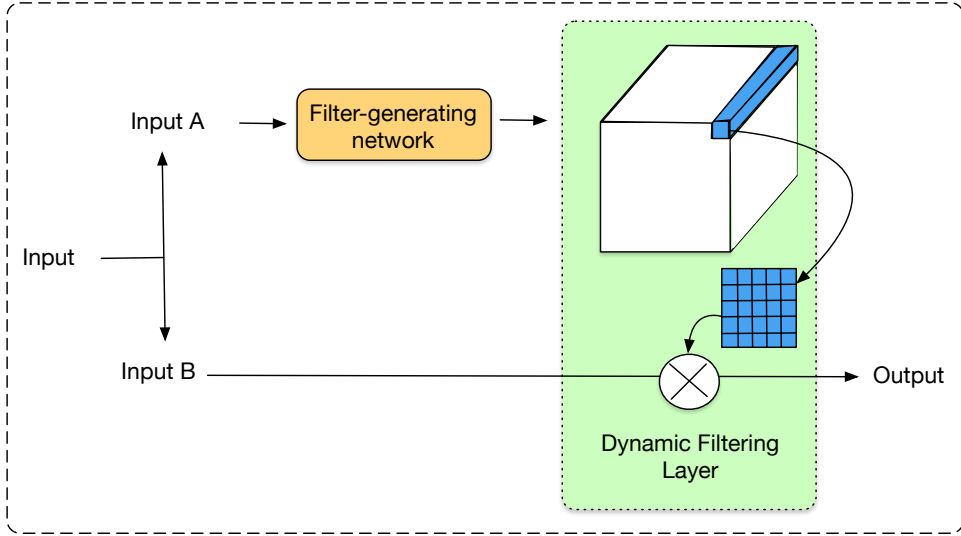 Input A
Filter-generating
network
Input
Input B
Output
Dynamic Filtering
Layer